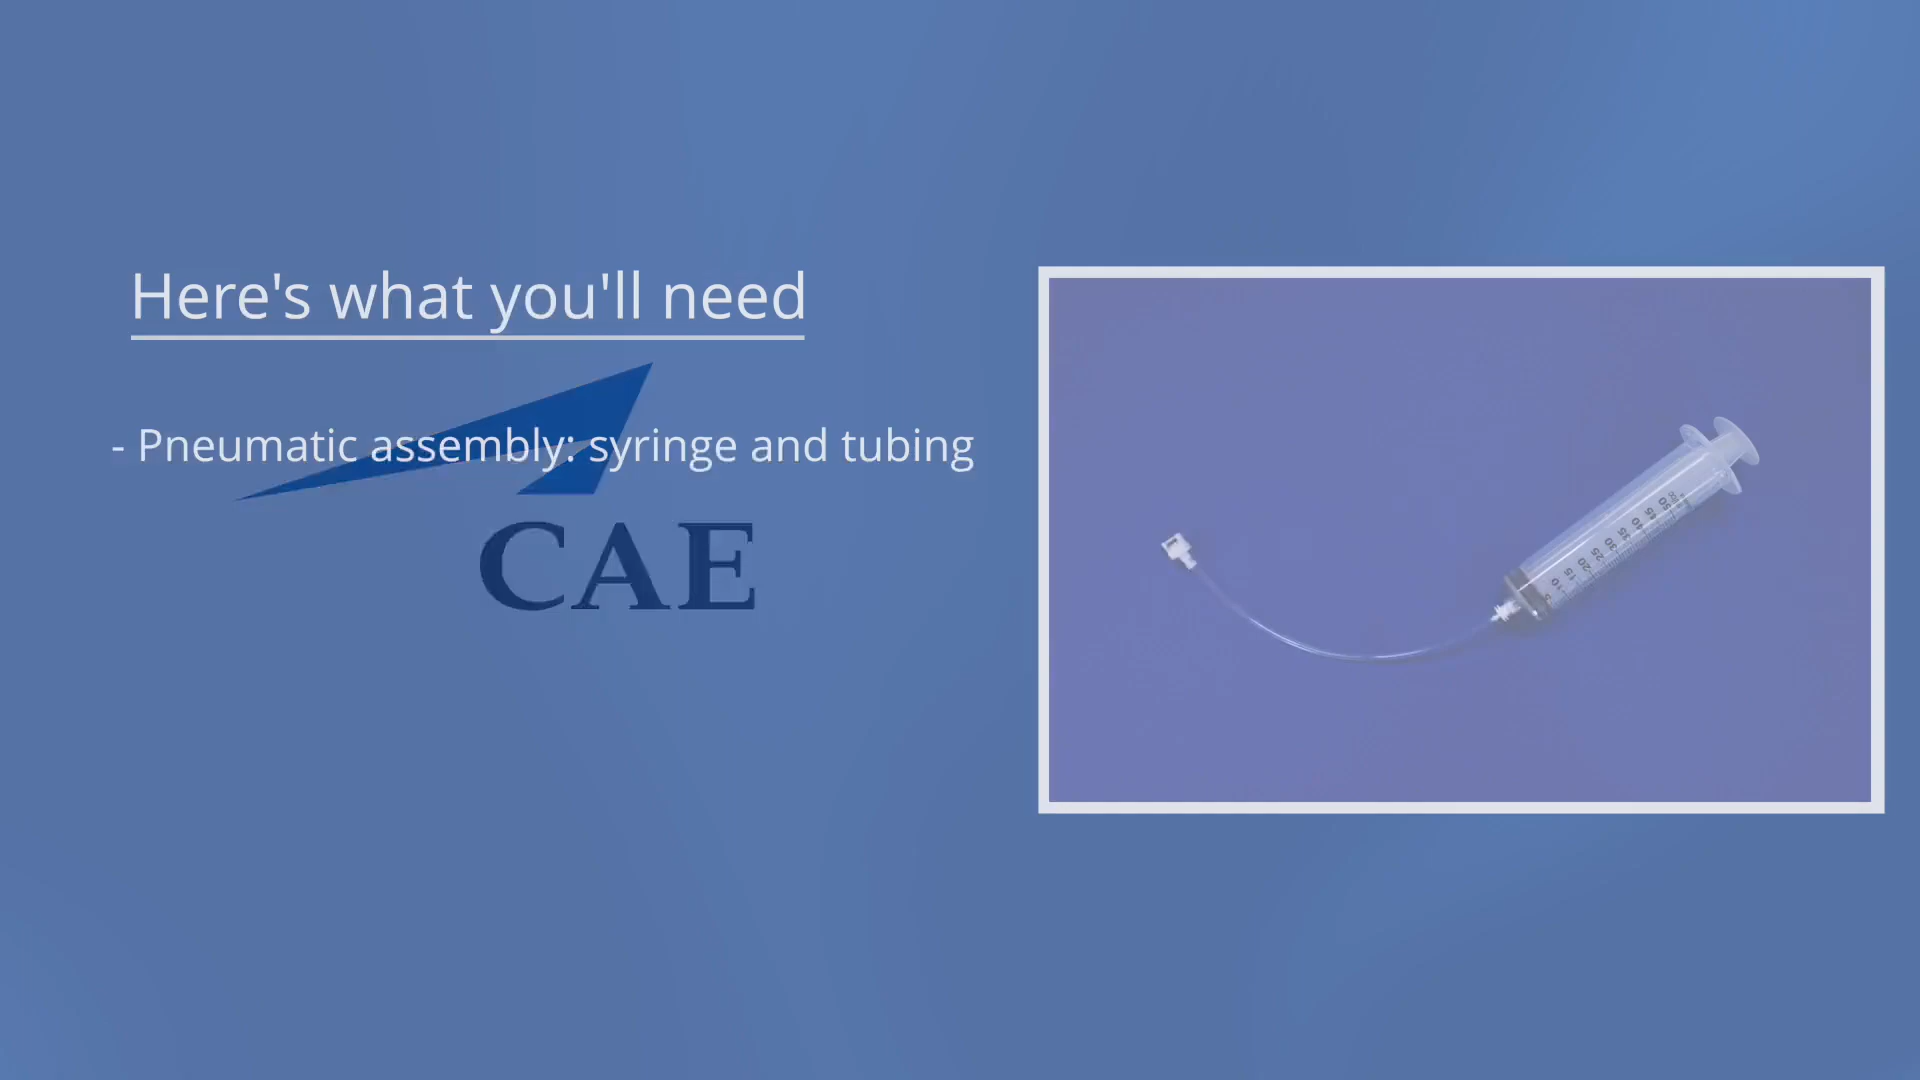 Here's what you'll need
- Pneumatic assembly: syringe and tubing
CAE